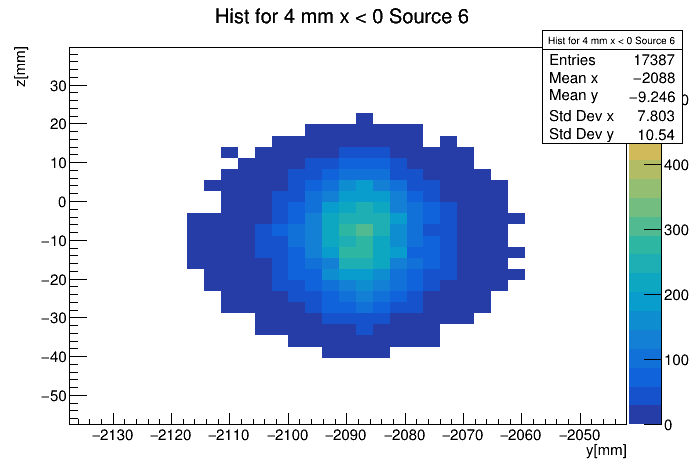 Hist for 4 mm x < 0 Source 6
z[mm]
Hist for 4 mm x < 0 Source 6
Entries 17387
Mean x −2088
Mean y −9.246
Std Dev x 7.803
Std Dev y 10.54
30
20
10
0
−10
−20
−30
−40
−50
400
300
200
100
0
−2130 −2120 −2110 −2100 −2090 −2080 −2070 −2060 −2050
y[mm]